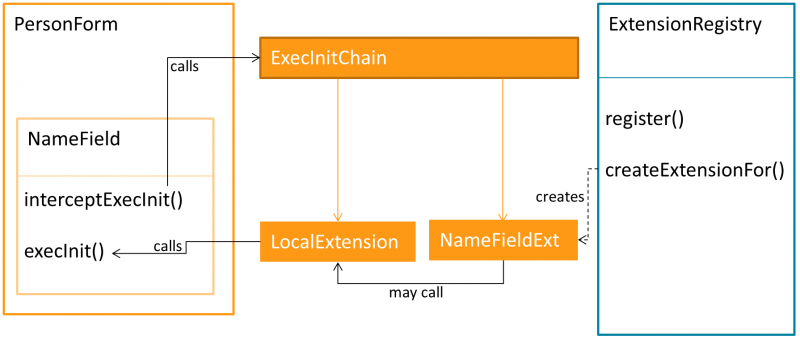 PersonForm
ExecInitChain
ExtensionRegistry
calls
NameField
register()
interceptExecInit()
createExtensionFor()
creates
execInit()
calls
LocalExtension
NameFieldExt
may call